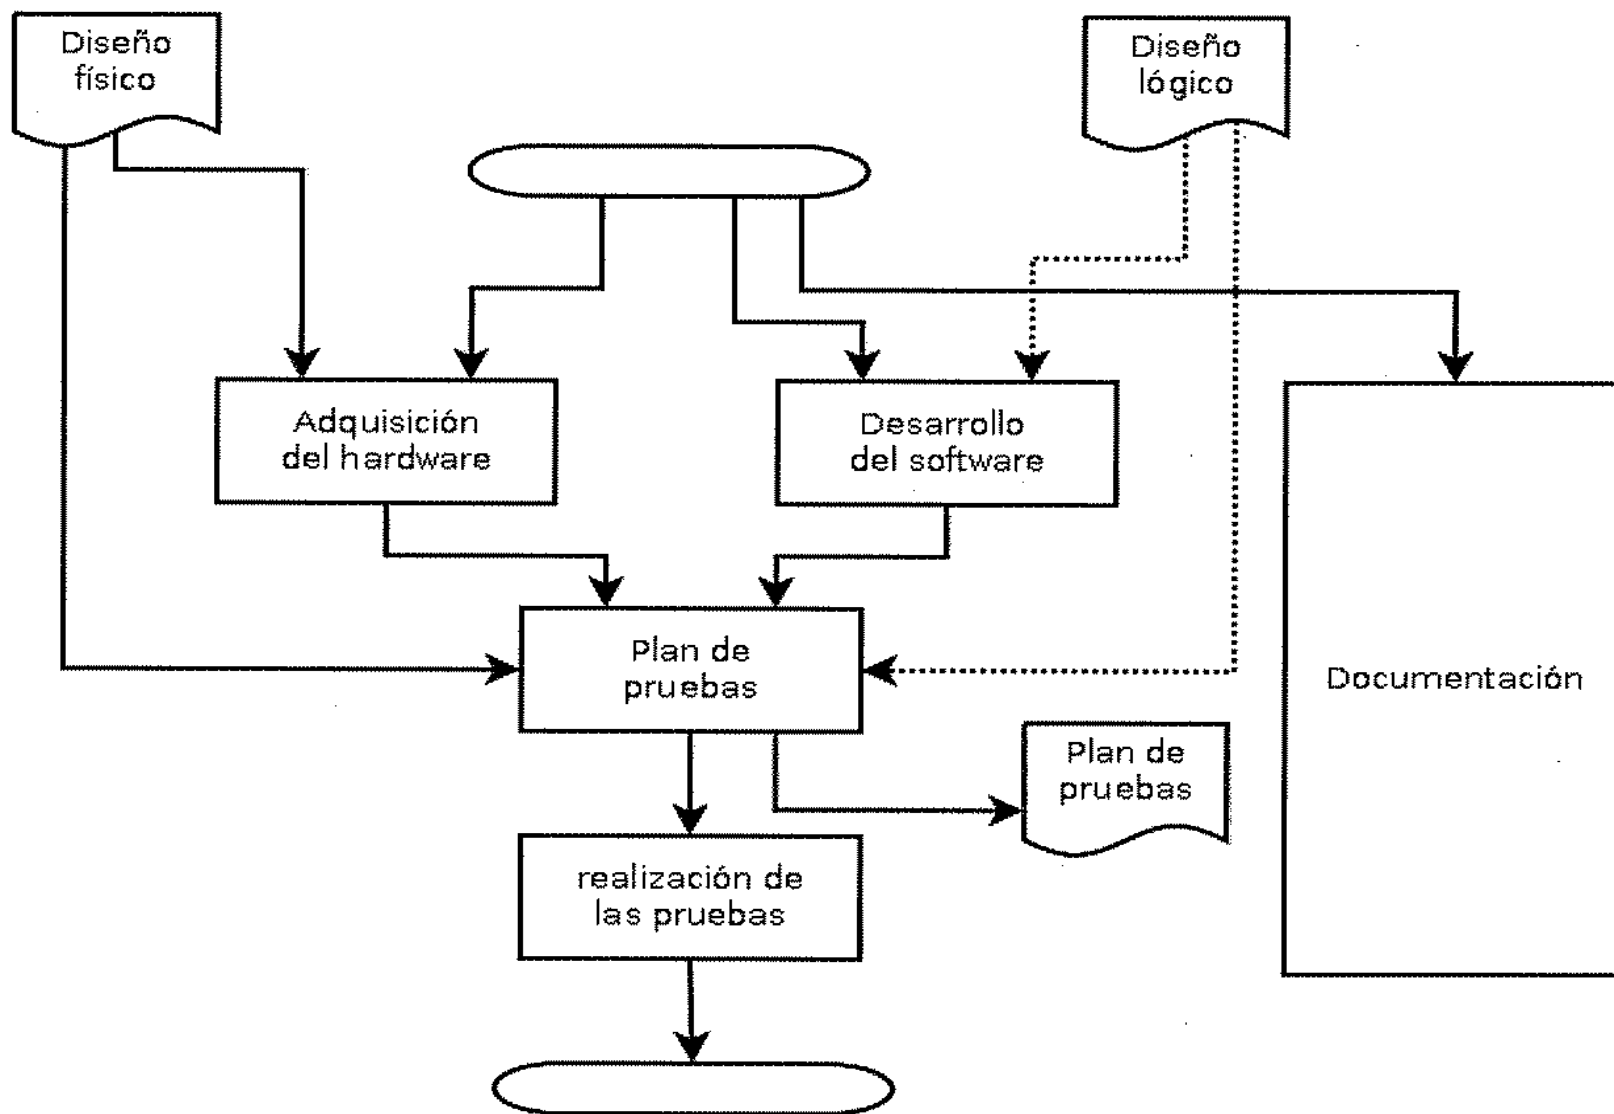 Diseño
físico
Diseño
lógico
Adquisición
del hardware
Desarrollo
del software
Plan de
pruebas
Documentación
Plan de
pruebas
realización de
las pruebas